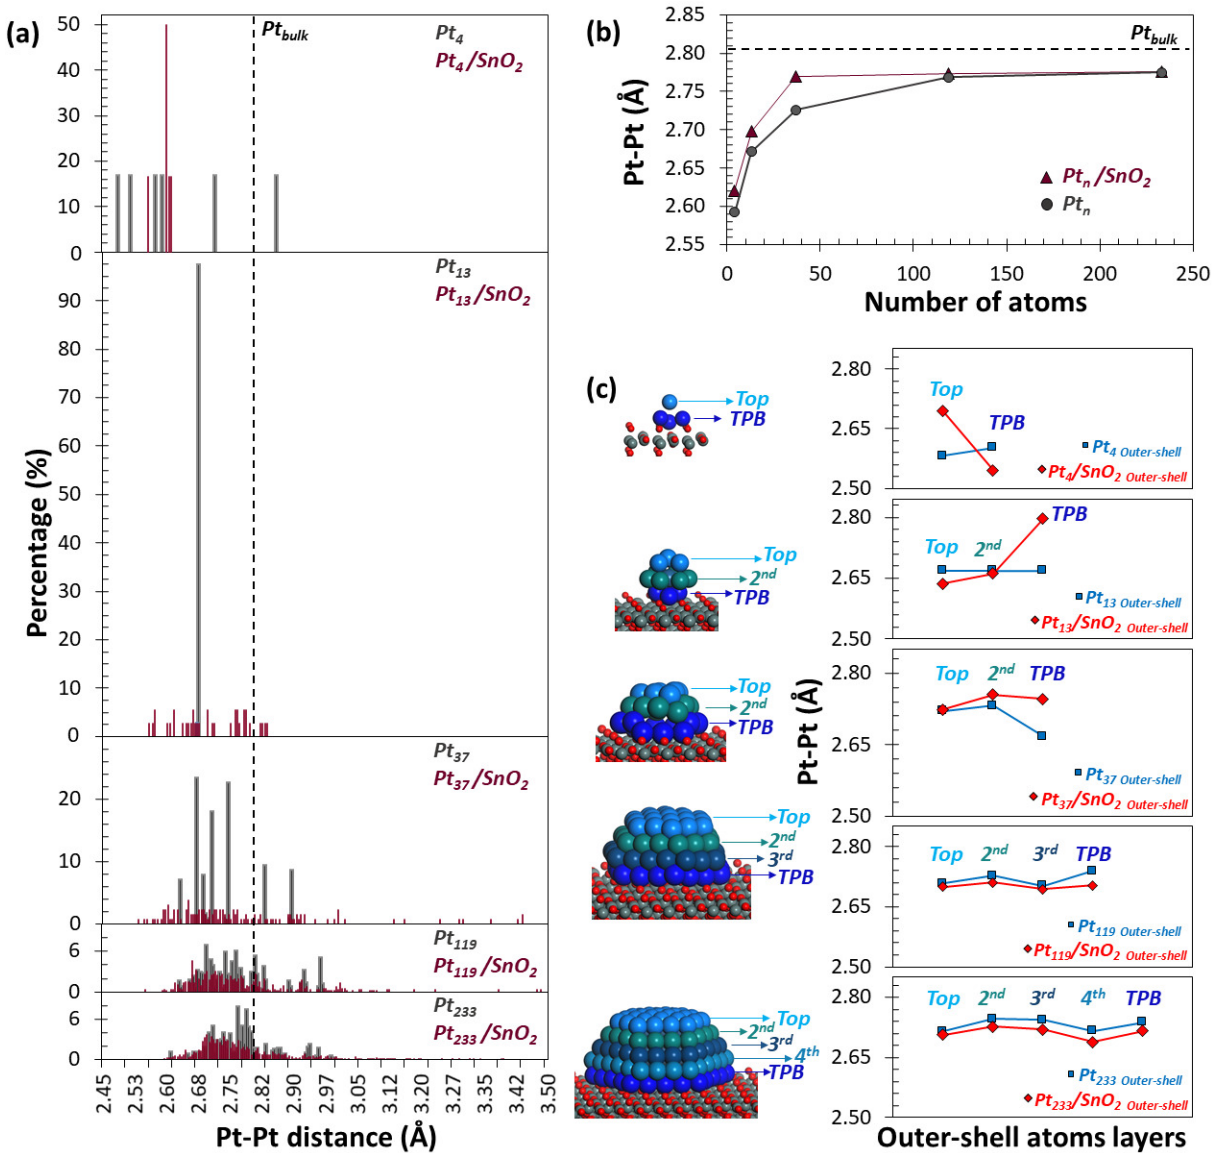 (a)
Pt4
Pt4/SnO2
Ptbulk
50
40
30
20
10
0
Pt13
Pt13/SnO2
90
80
70
60
50
40
30
20
10
0
Pt37
Pt37/SnO2
20
10
0
Pt119
Pt119/SnO2
6
0
Pt233
Pt233/SnO2
6
0
Percentage (%)
2.45 2.53 2.60 2.68 2.75 2.82 2.90 2.97 3.05 3.12 3.20 3.27 3.35 3.42 3.50
Pt-Pt distance (Å)
(b)
2.85
2.80
2.75
2.70
2.65
2.60
2.55
Pt-Pt (Å)
Ptbulk
Ptn/SnO2
Ptn
0 50 100 150 200 250
Number of atoms
(c)
Top
TPB
Top
2nd
TPB
Top
2nd
TPB
Top
2nd
3rd
TPB
Top
2nd
3rd
4th
TPB
Pt-Pt (Å)
2.80
2.65
2.50
Top
TPB
Pt4 Outer-shell
Pt4/SnO2 Outer-shell
2.80
2.65
2.50
Top 2nd TPB
Pt13 Outer-shell
Pt13/SnO2 Outer-shell
2.80
2.65
2.50
Top 2nd TPB
Pt37 Outer-shell
Pt37/SnO2 Outer-shell
2.80
2.65
2.50
Top 2nd 3rd TPB
Pt119 Outer-shell
Pt119/SnO2 Outer-shell
2.80
2.65
2.50
Top 2nd 3rd 4th TPB
Pt233 Outer-shell
Pt233/SnO2 Outer-shell
Outer-shell atoms layers